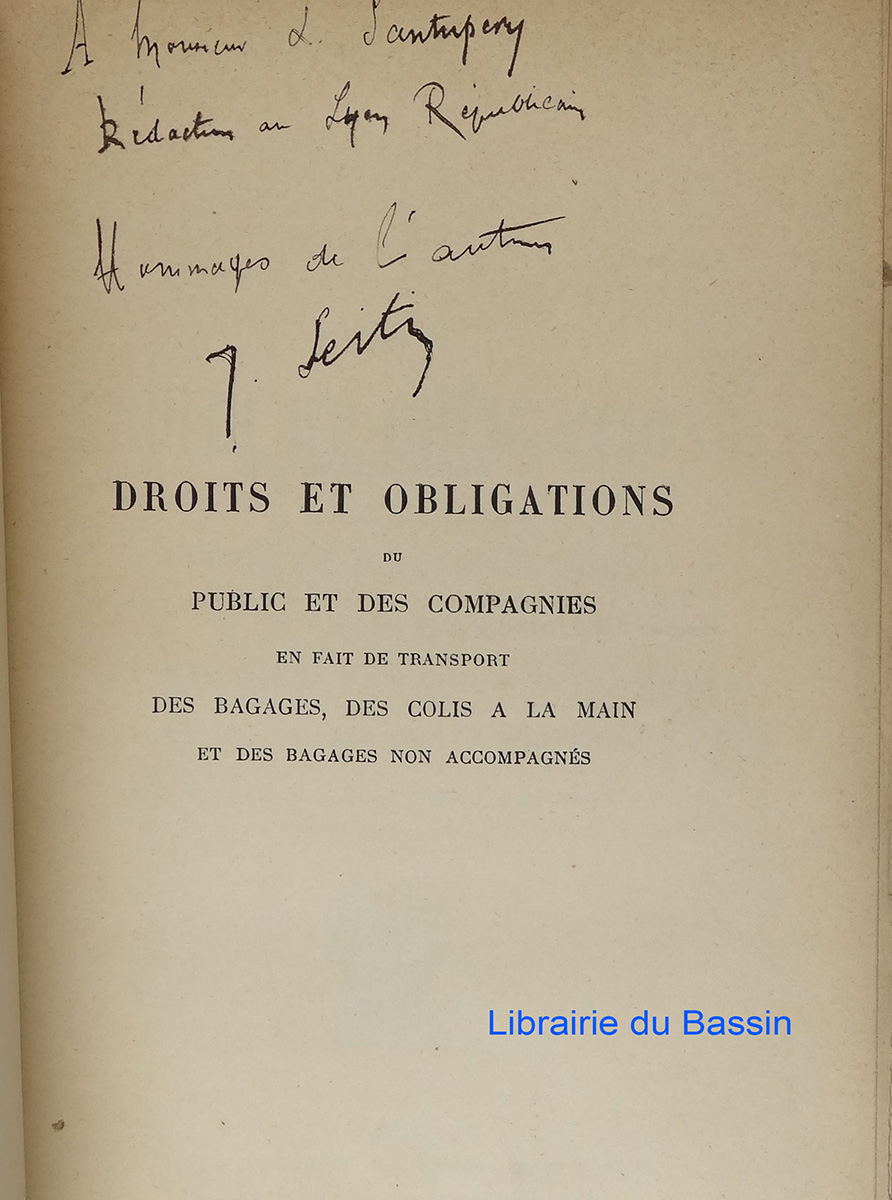 A Monsieur L. Santupery
Rédacteur au Lyon Républicain
Hommages de l'auteur
DROITS ET OBLIGATIONS
DU
PUBLIC ET DES COMPAGNIES
EN FAIT DE TRANSPORT
DES BAGAGES, DES COLIS A LA MAIN
ET DES BAGAGES NON ACCOMPAGNÉS
Librairie du Bassin